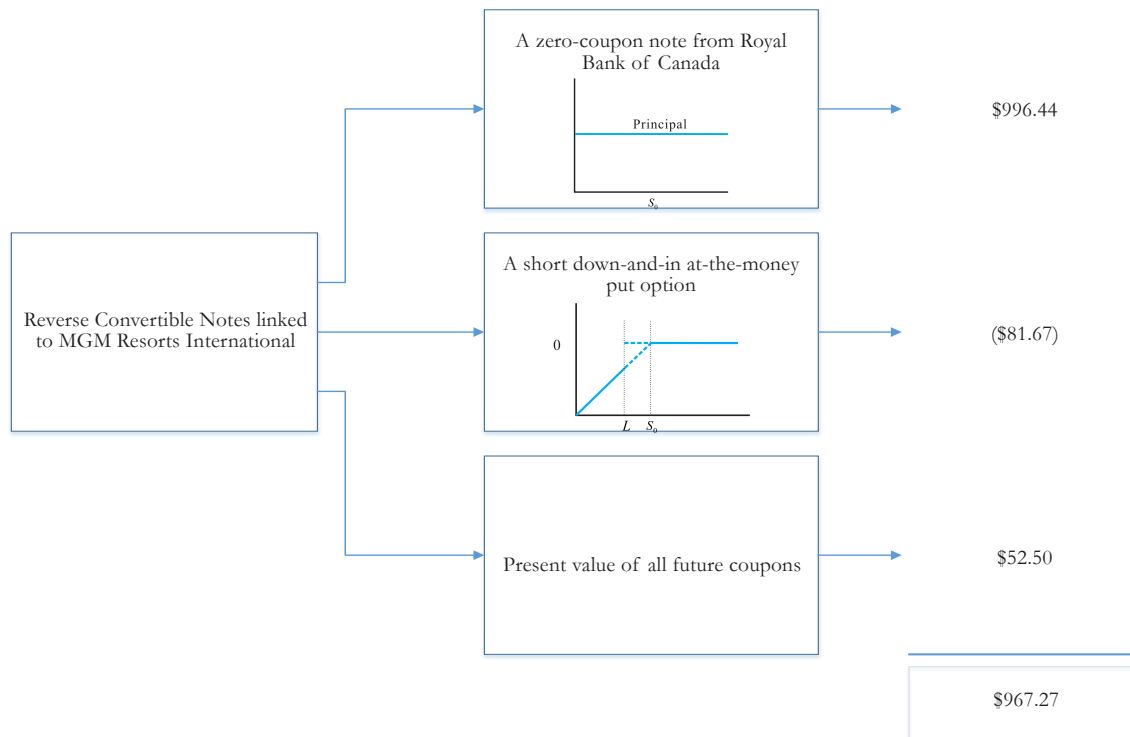 A zero-coupon note from Royal
Bank of Canada
Principal
S₀
$996.44
Reverse Convertible Notes linked
to MGM Resorts International
A short down-and-in at-the-money
put option
0
L S₀
($81.67)
Present value of all future coupons
$52.50
$967.27